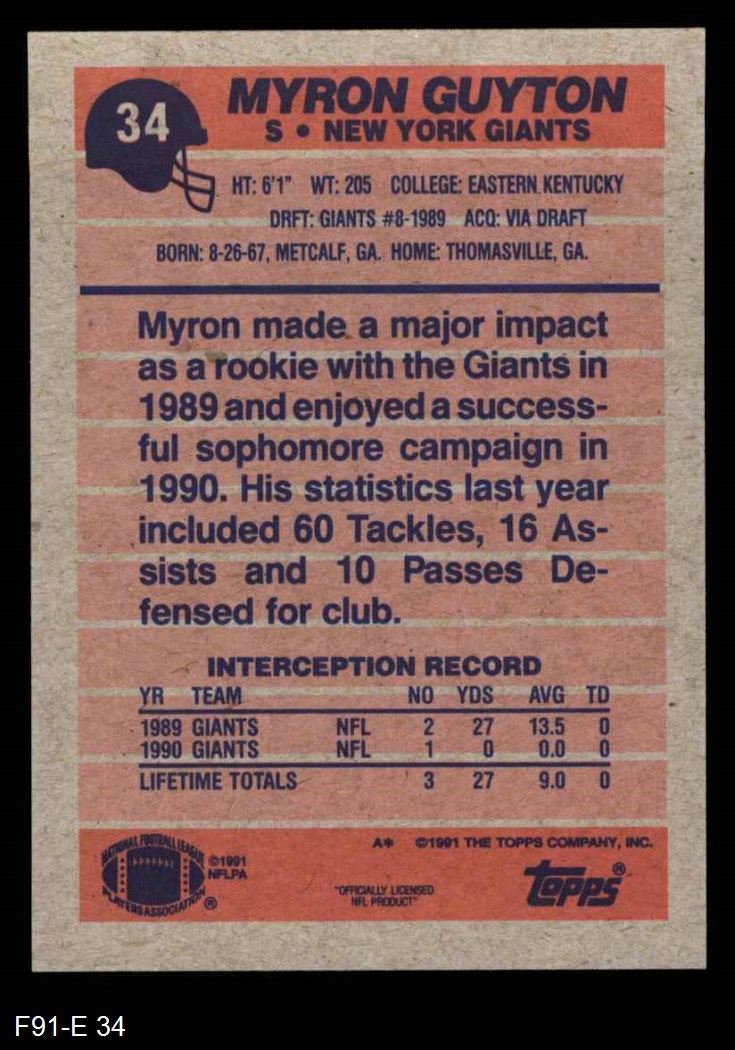 34
MYRON GUYTON
S • NEW YORK GIANTS
HT: 6'1" WT: 205 COLLEGE: EASTERN KENTUCKY
DRFT: GIANTS #8-1989 ACQ: VIA DRAFT
BORN: 8-26-67, METCALF, GA. HOME: THOMASVILLE, GA.
Myron made a major impact
as a rookie with the Giants in
1989 and enjoyed a success-
ful sophomore campaign in
1990. His statistics last year
included 60 Tackles, 16 As-
sists and 10 Passes De-
fensed for club.
INTERCEPTION RECORD
YR TEAM NO YDS AVG TD
1989 GIANTS NFL 2 27 13.5 0
1990 GIANTS NFL 1 0 0.0 0
LIFETIME TOTALS 3 27 9.0 0
A* ©1991 THE TOPPS COMPANY, INC.
NATIONAL FOOTBALL LEAGUE
PLAYERS ASSOCIATION ®
©1991
NFLPA
"OFFICIALLY LICENSED
NFL PRODUCT"
topps®
F91-E 34